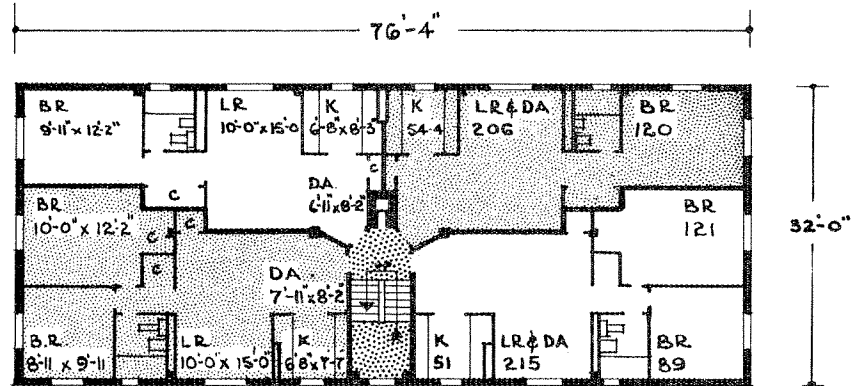 76'-4"
BR
9'-11" x 12'-2"
LR
10'-0" x 15'-0
K
6'-8" x 8'-3"
K
54.4
LR & DA
206
BR
120
C
DA.
6'-11" x 8'-2"
C
BR
10'-0" x 12'-2"
C
C
C
BR
121
32'-0"
DA.
7'-11" x 8'-2"
B.R
8'-11 x 9'-11
LR
10'-0" x 15'-0"
K
K
51
LR & DA
215
BR
89